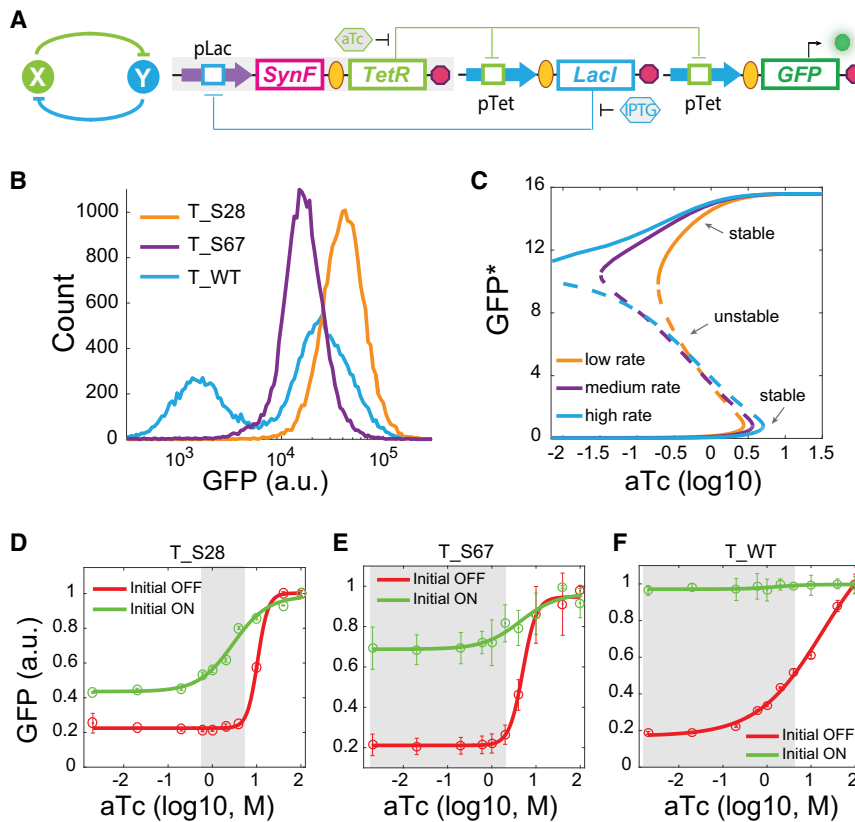 A
X
Y
pLac
aTc
SynF
TetR
pTet
LacI
IPTG
pTet
GFP
B
T_S28
T_S67
T_WT
Count
1000
800
600
400
200
0
10³
10⁴
10⁵
GFP (a.u.)
C
GFP*
16
12
8
4
0
stable
unstable
stable
low rate
medium rate
high rate
-2 -1.5 -1 -0.5 0 0.5 1 1.5
aTc (log10)
D
T_S28
Initial OFF
Initial ON
GFP (a.u.)
1
0.8
0.6
0.4
0.2
0
-2 -1 0 1 2
aTc (log10, M)
E
T_S67
Initial OFF
Initial ON
1
0.8
0.6
0.4
0.2
-2 -1 0 1 2
aTc (log10, M)
F
T_WT
1
0.8
0.6
0.4
0.2
0
Initial OFF
Initial ON
-2 -1 0 1 2
aTc (log10, M)